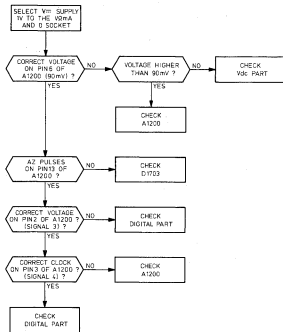 SELECT V⎓ SUPPLY
1V TO THE VΩmA
AND 0 SOCKET
CORRECT VOLTAGE
ON PIN6 OF
A1200 (90mV) ?
NO
VOLTAGE HIGHER
THAN 90mV ?
NO
CHECK
Vdc PART
YES
YES
CHECK
A1200
AZ PULSES
ON PIN13 OF
A1200 ?
NO
CHECK
D1703
YES
CORRECT VOLTAGE
ON PIN2 OF A1200 ?
(SIGNAL 3) ?
NO
CHECK
DIGITAL PART
YES
CORRECT CLOCK
ON PIN3 OF A1200 ?
(SIGNAL 4) ?
NO
CHECK
A1200
YES
CHECK
DIGITAL PART